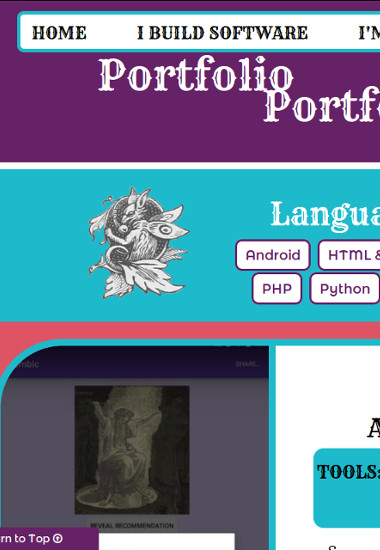 HOME I BUILD SOFTWARE I'M
Portfolio
Portfo
Langua
Android HTML &
PHP Python
mbic SHARE...
REVEAL RECOMMENDATION
A
TOOLS:
rn to Top